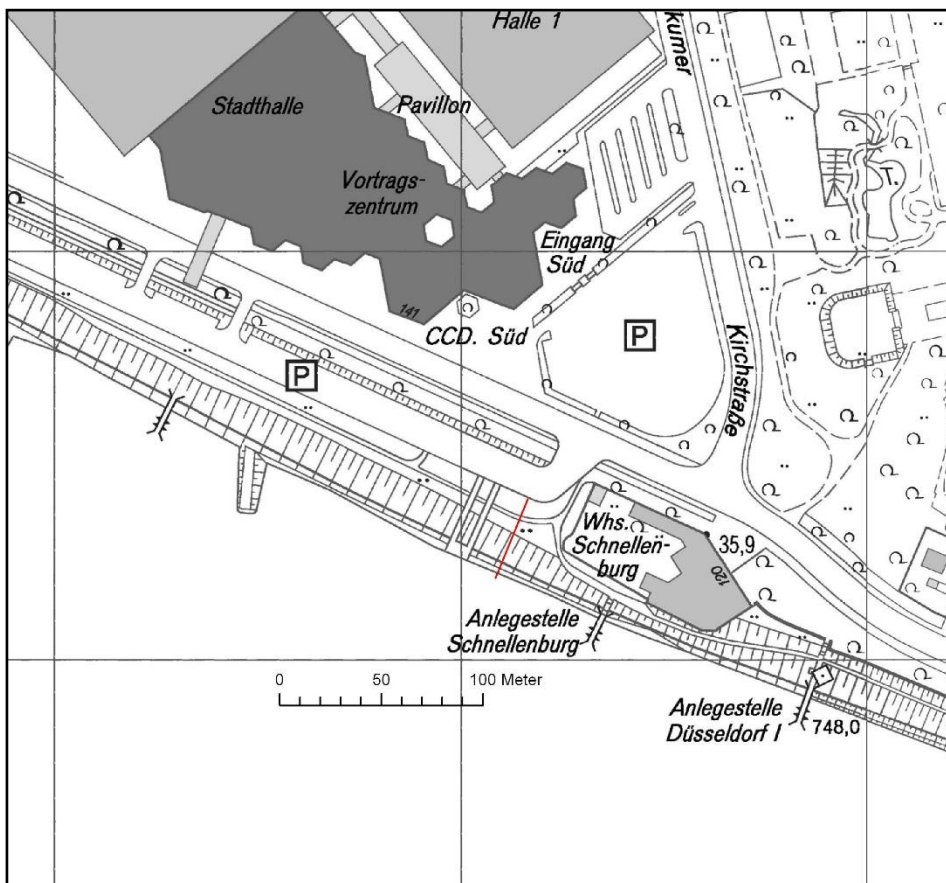 Halle 1
kumer
Stadthalle
Pavillon
Vortrags-
zentrum
T.
Eingang
Süd
141
CCD. Süd
P
Kirchstraße
P
Whs.
Schnellen-
burg
35,9
120
Anlegestelle
Schnellenburg
0 50 100 Meter
Anlegestelle
Düsseldorf I
748,0